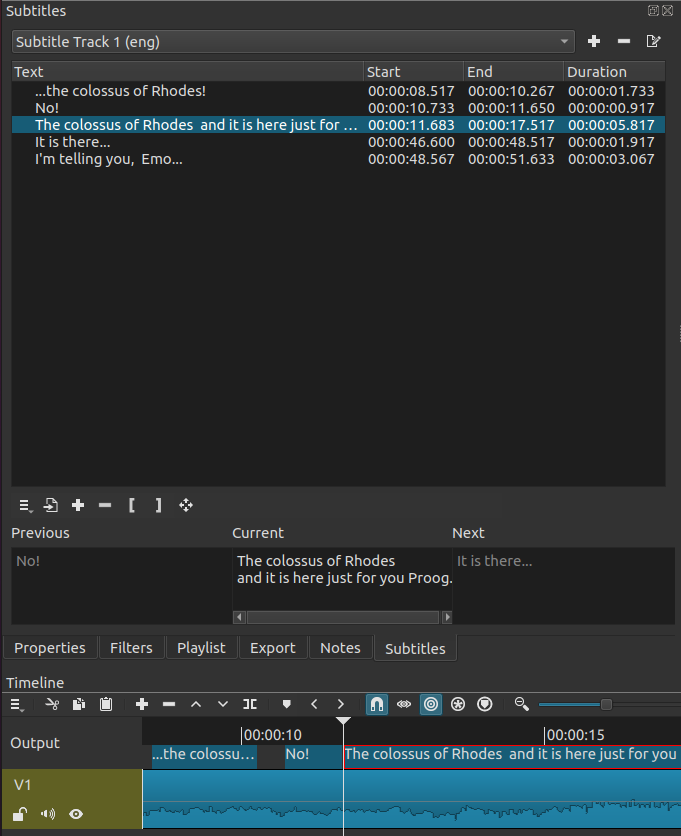 Subtitles
Subtitle Track 1 (eng)
Text Start End Duration
...the colossus of Rhodes! 00:00:08.517 00:00:10.267 00:00:01.733
No! 00:00:10.733 00:00:11.650 00:00:00.917
The colossus of Rhodes  and it is here just for ... 00:00:11.683 00:00:17.517 00:00:05.817
It is there... 00:00:46.600 00:00:48.517 00:00:01.917
I'm telling you,  Emo... 00:00:48.567 00:00:51.633 00:00:03.067
Previous Current Next
No! The colossus of Rhodes It is there...
and it is here just for you Proog.
Properties Filters Playlist Export Notes Subtitles
Timeline
Output 00:00:10 00:00:15
...the colossu... No! The colossus of Rhodes  and it is here just for you
V1